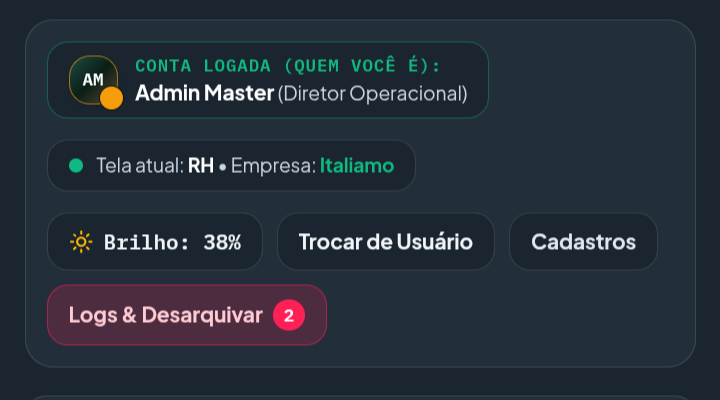 AM
CONTA LOGADA (QUEM VOCÊ É):
Admin Master (Diretor Operacional)
Tela atual: RH • Empresa: Italiamo
Brilho: 38%
Trocar de Usuário
Cadastros
Logs & Desarquivar 2